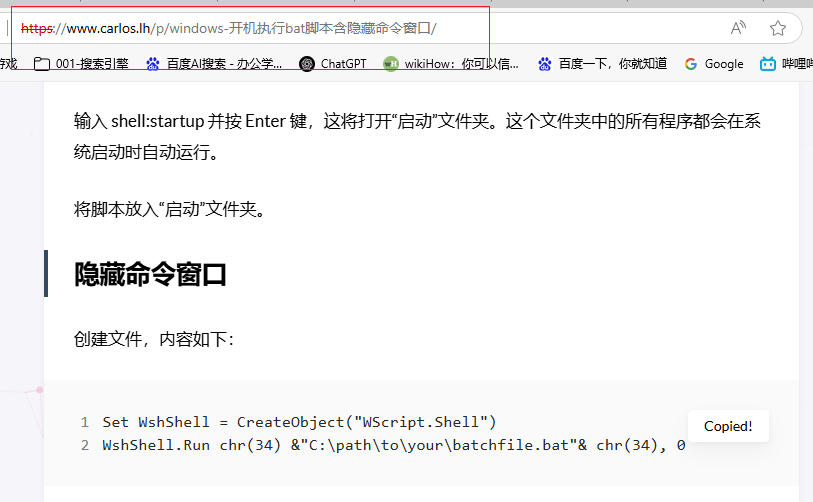 https://www.carlos.lh/p/windows-开机执行bat脚本含隐藏命令窗口/
游戏 001-搜索引擎 百度AI搜索 - 办公学... ChatGPT wikiHow：你可以信... 百度一下，你就知道 Google 哔哩哔
输入 shell:startup 并按 Enter 键，这将打开“启动”文件夹。这个文件夹中的所有程序都会在系
统启动时自动运行。
将脚本放入“启动”文件夹。
隐藏命令窗口
创建文件，内容如下：
1 Set WshShell = CreateObject("WScript.Shell")
Copied!
2 WshShell.Run chr(34) &"C:\path\to\your\batchfile.bat"& chr(34), 0